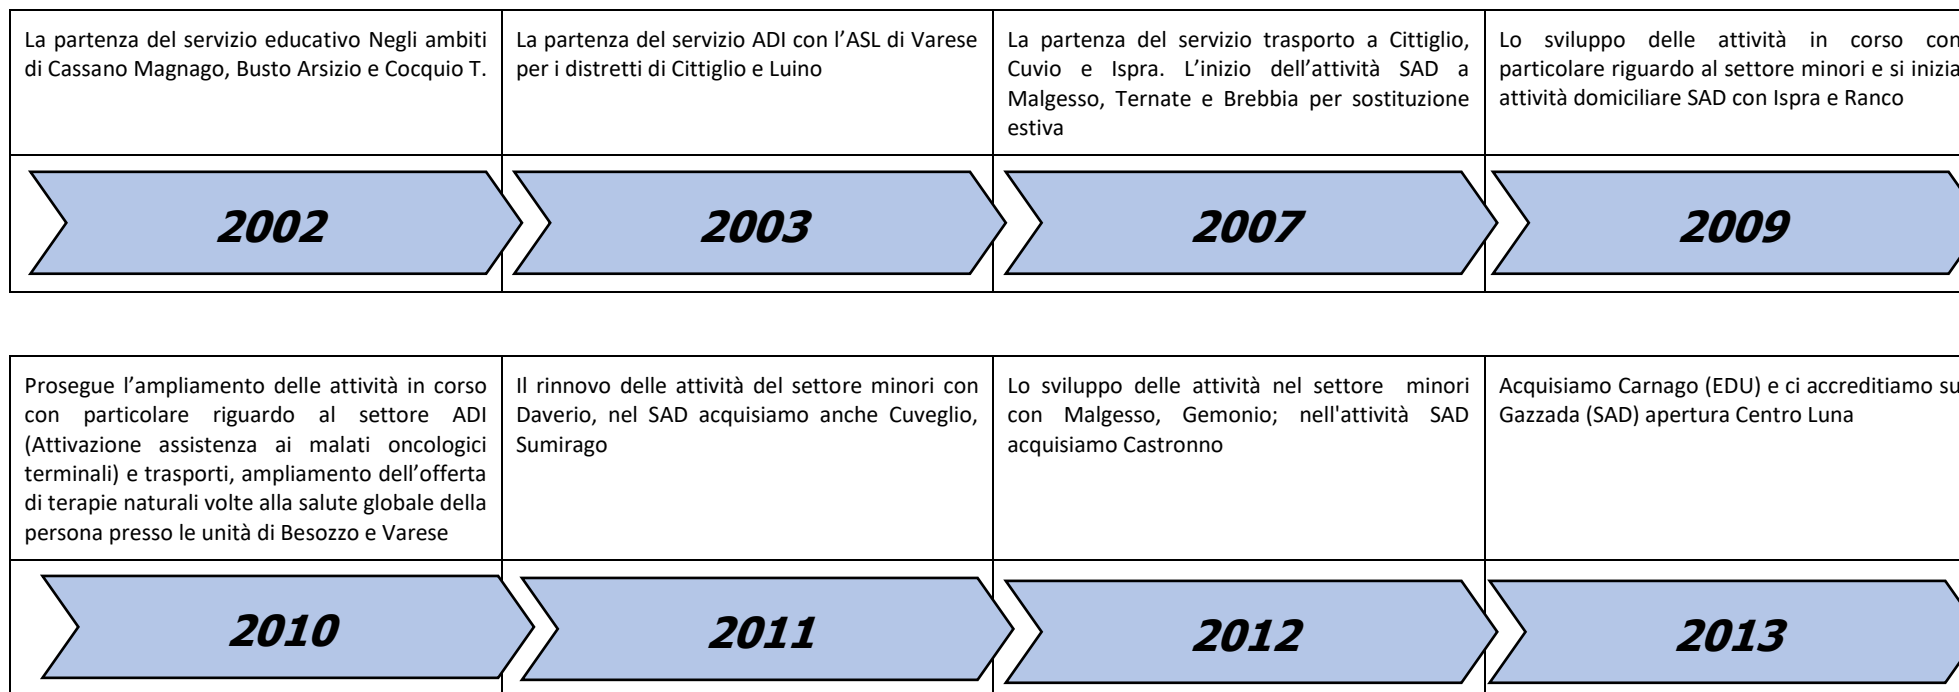 La partenza del servizio educativo Negli ambiti
di Cassano Magnago, Busto Arsizio e Cocquio T.
La partenza del servizio ADI con l’ASL di Varese
per i distretti di Cittiglio e Luino
La partenza del servizio trasporto a Cittiglio,
Cuvio e Ispra. L’inizio dell’attività SAD a
Malgesso, Ternate e Brebbia per sostituzione
estiva
Lo sviluppo delle attività in corso con
particolare riguardo al settore minori e si inizia
attività domiciliare SAD con Ispra e Ranco
2002
2003
2007
2009
Prosegue l’ampliamento delle attività in corso
con particolare riguardo al settore ADI
(Attivazione assistenza ai malati oncologici
terminali) e trasporti, ampliamento dell’offerta
di terapie naturali volte alla salute globale della
persona presso le unità di Besozzo e Varese
Il rinnovo delle attività del settore minori con
Daverio, nel SAD acquisiamo anche Cuveglio,
Sumirago
Lo sviluppo delle attività nel settore minori
con Malgesso, Gemonio; nell'attività SAD
acquisiamo Castronno
Acquisiamo Carnago (EDU) e ci accreditiamo su
Gazzada (SAD) apertura Centro Luna
2010
2011
2012
2013